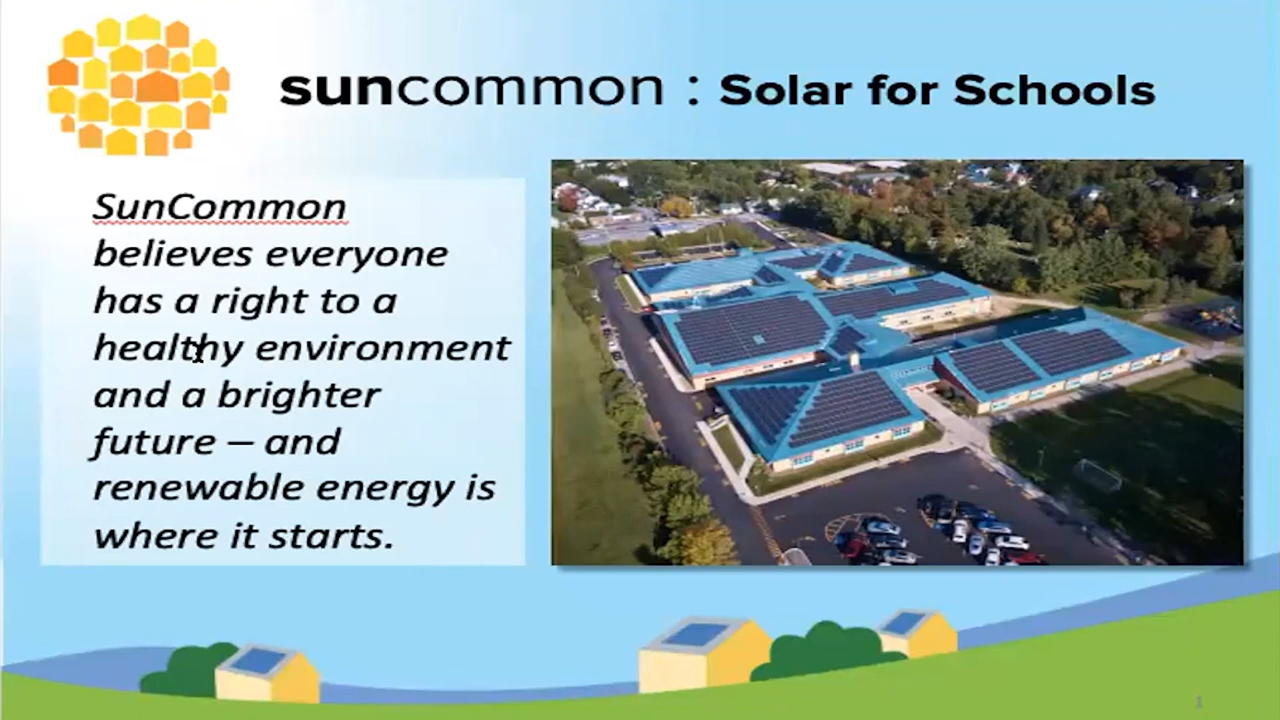 suncommon : Solar for Schools
SunCommon
believes everyone
has a right to a
healthy environment
and a brighter
future – and
renewable energy is
where it starts.
1